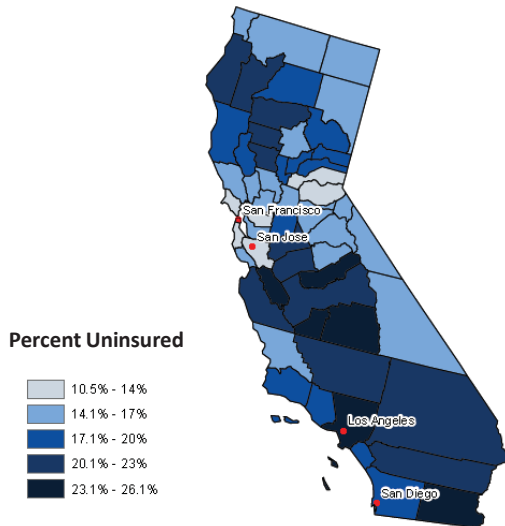 San Francisco
San Jose
Percent Uninsured
10.5% - 14%
14.1% - 17%
17.1% - 20%
20.1% - 23%
23.1% - 26.1%
Los Angeles
San Diego